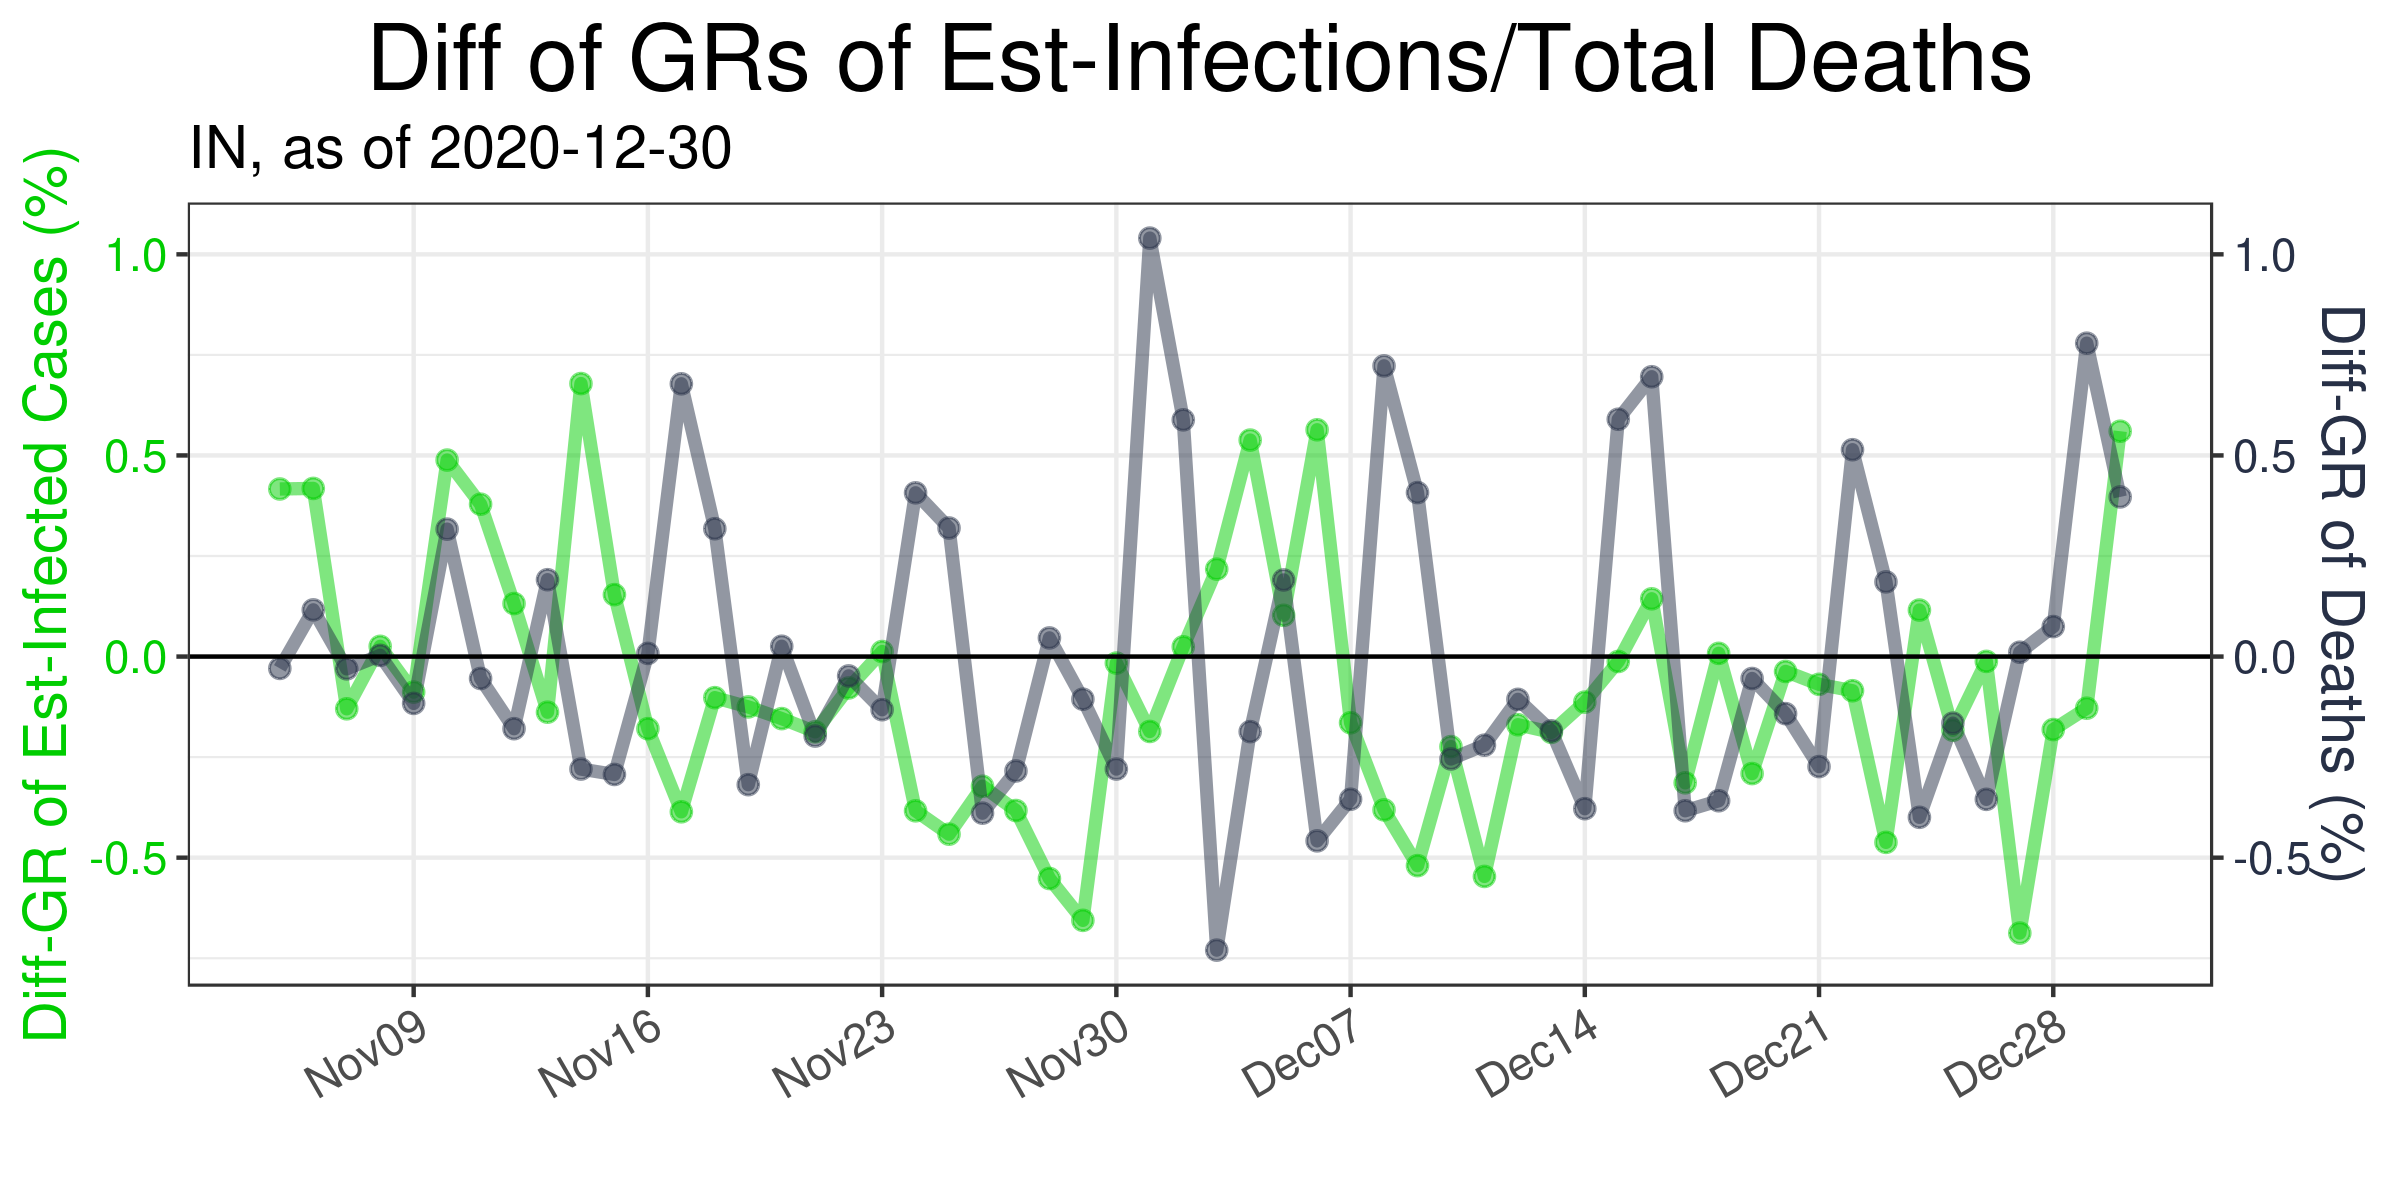 Diff of GRs of Est-Infections/Total Deaths
IN, as of 2020-12-30
Diff-GR of Est-Infected Cases (%)
1.0
0.5
0.0
-0.5
1.0
0.5
0.0
-0.5
Diff-GR of Deaths (%)
Nov09
Nov16
Nov23
Nov30
Dec07
Dec14
Dec21
Dec28